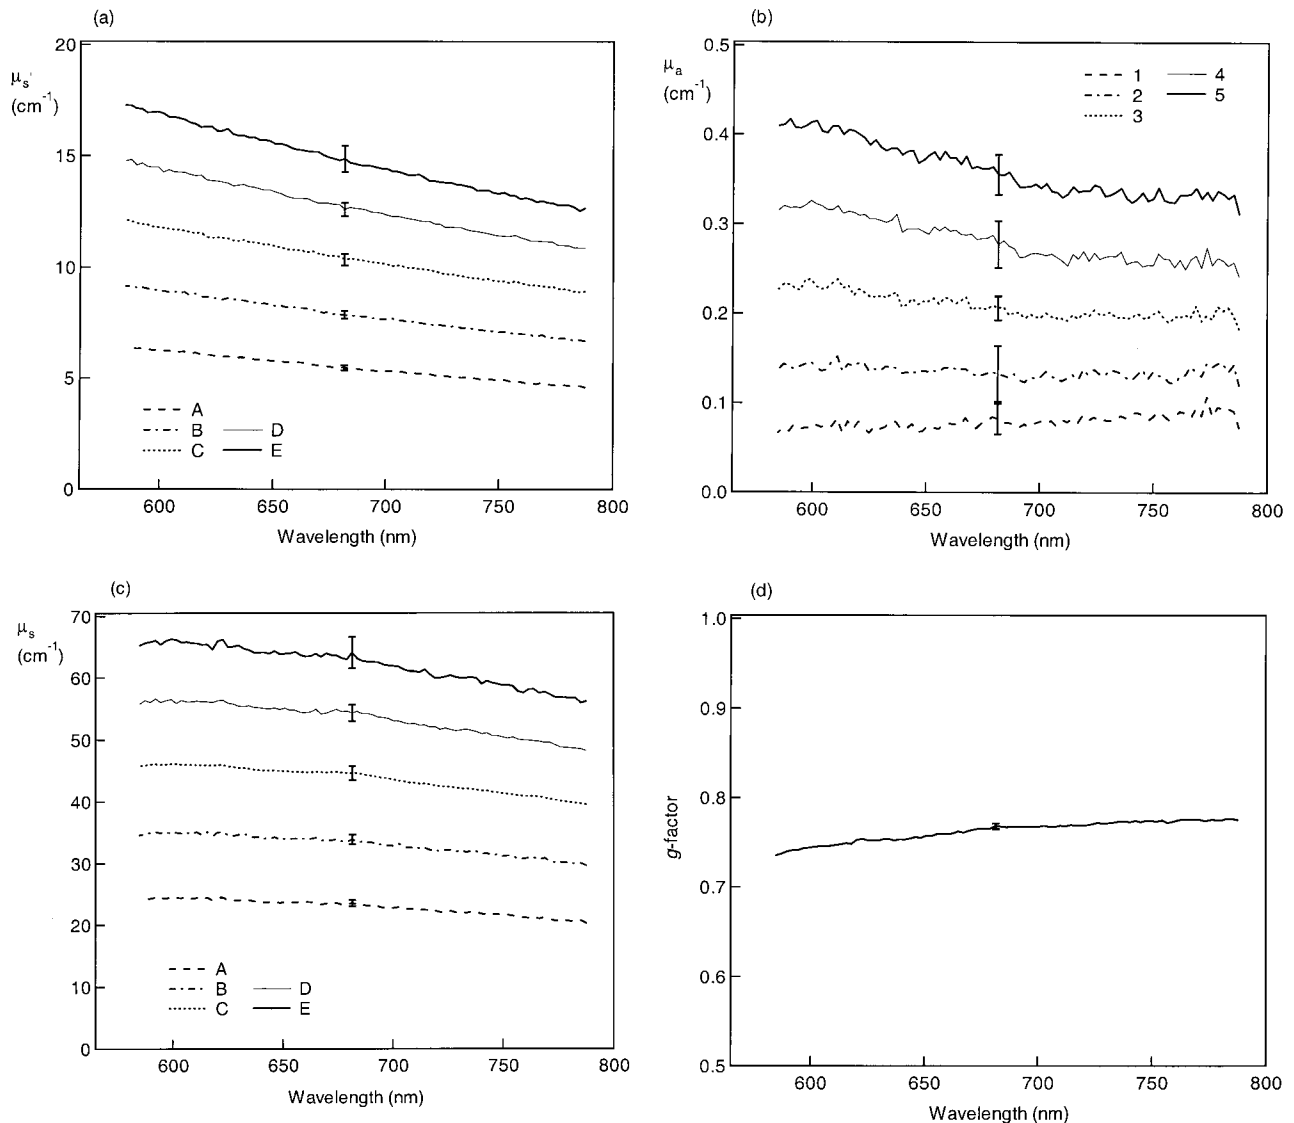 (a)
20
μs'
(cm-1)
15
10
5
0
A
B D
C E
600 650 700 750 800
Wavelength (nm)
(b)
0.5
μa
(cm-1)
0.4
0.3
0.2
0.1
0.0
1 4
2 5
3
600 650 700 750 800
Wavelength (nm)
(c)
70
μs
(cm-1)
60
50
40
30
20
10
0
A
B D
C E
600 650 700 750 800
Wavelength (nm)
(d)
1.0
0.9
0.8
g-factor
0.7
0.6
0.5
600 650 700 750 800
Wavelength (nm)